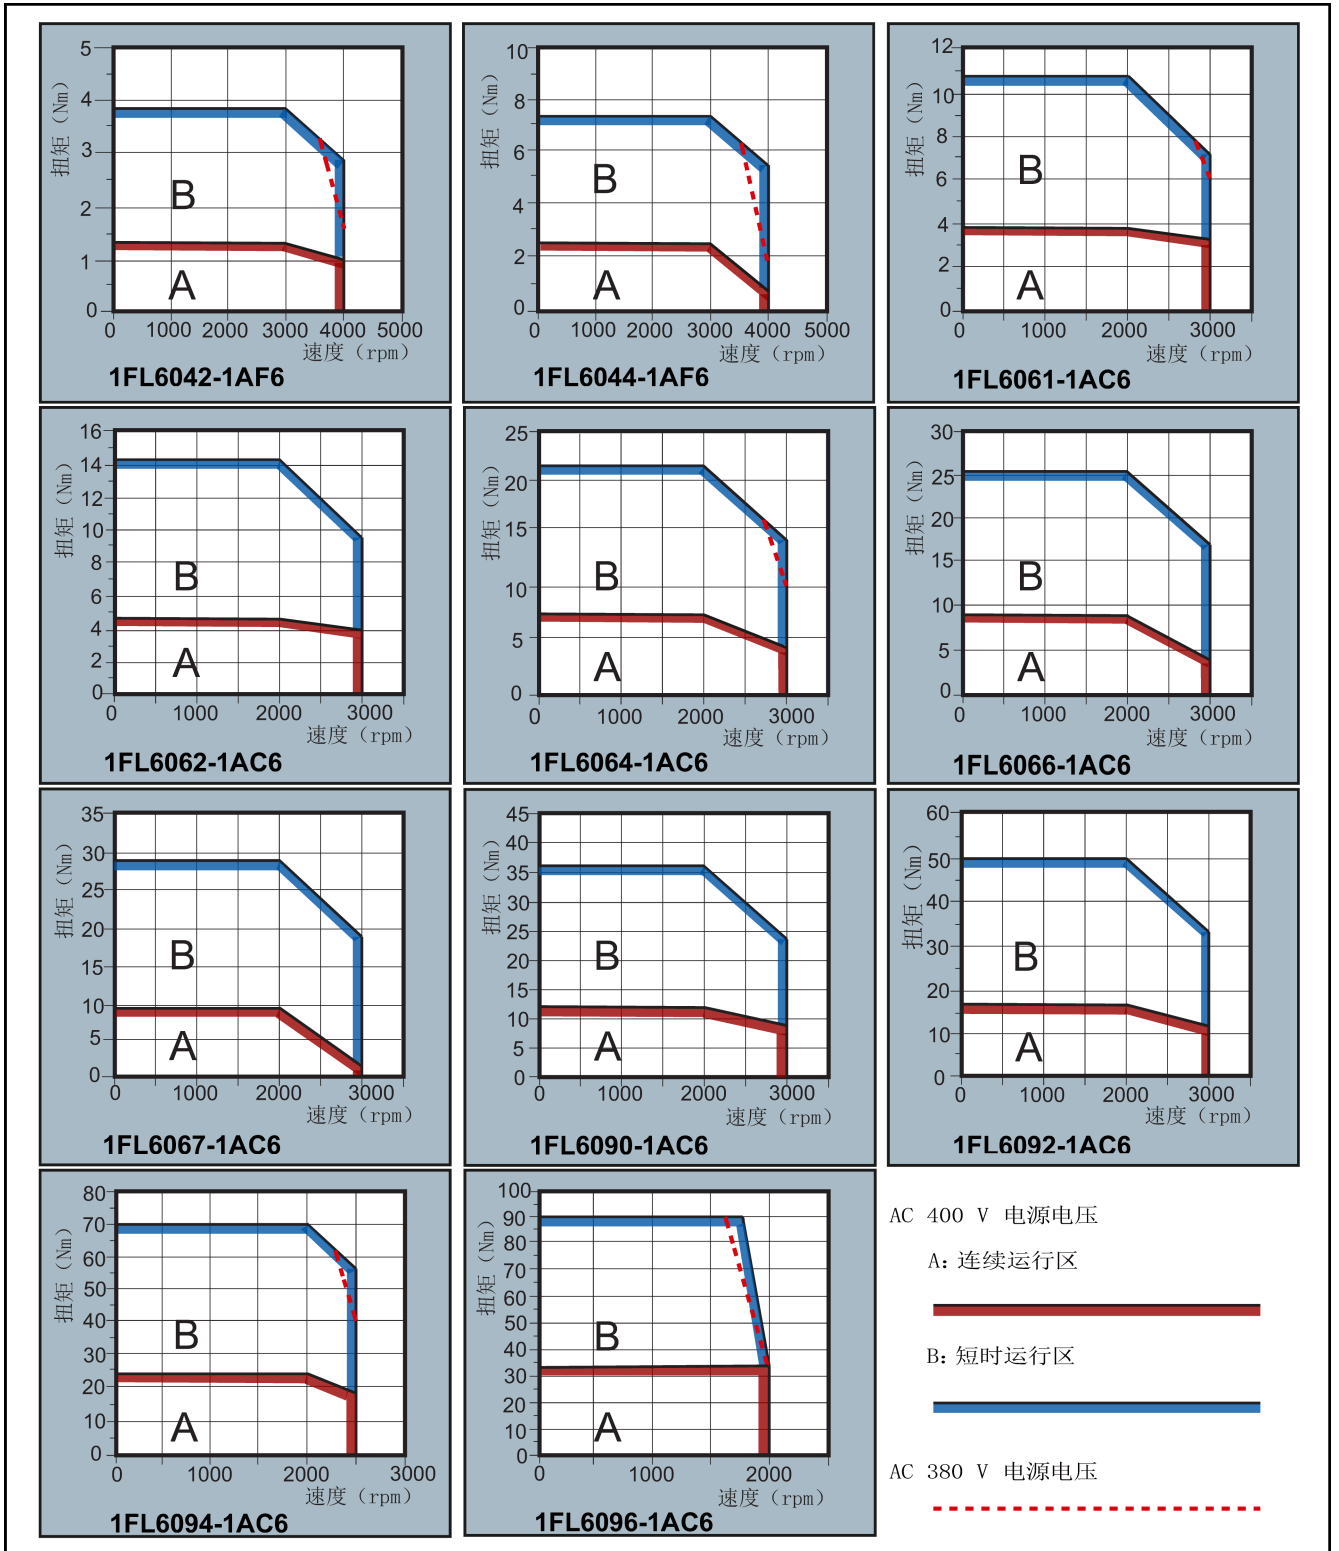 5
4
3
2
1
0
扭矩（Nm）
B
A
0 1000 2000 3000 4000 5000
速度（rpm）
1FL6042-1AF6
10
8
6
4
2
0
扭矩（Nm）
B
A
0 1000 2000 3000 4000 5000
速度（rpm）
1FL6044-1AF6
12
10
8
6
4
2
0
扭矩（Nm）
B
A
0 1000 2000 3000
速度（rpm）
1FL6061-1AC6
16
14
12
10
8
6
4
2
0
扭矩（Nm）
B
A
0 1000 2000 3000
速度（rpm）
1FL6062-1AC6
25
20
15
10
5
0
扭矩（Nm）
B
A
0 1000 2000 3000
速度（rpm）
1FL6064-1AC6
30
25
20
15
10
5
0
扭矩（Nm）
B
A
0 1000 2000 3000
速度（rpm）
1FL6066-1AC6
35
30
25
20
15
10
5
0
扭矩（Nm）
B
A
0 1000 2000 3000
速度（rpm）
1FL6067-1AC6
45
40
35
30
25
20
15
10
5
0
扭矩（Nm）
B
A
0 1000 2000 3000
速度（rpm）
1FL6090-1AC6
60
50
40
30
20
10
0
扭矩（Nm）
B
A
0 1000 2000 3000
速度（rpm）
1FL6092-1AC6
80
70
60
50
40
30
20
10
0
扭矩（Nm）
B
A
0 1000 2000 3000
速度（rpm）
1FL6094-1AC6
100
90
80
70
60
50
40
30
20
10
0
扭矩（Nm）
B
A
0 1000 2000
速度（rpm）
1FL6096-1AC6
AC 400 V 电源电压
A: 连续运行区
B: 短时运行区
AC 380 V 电源电压